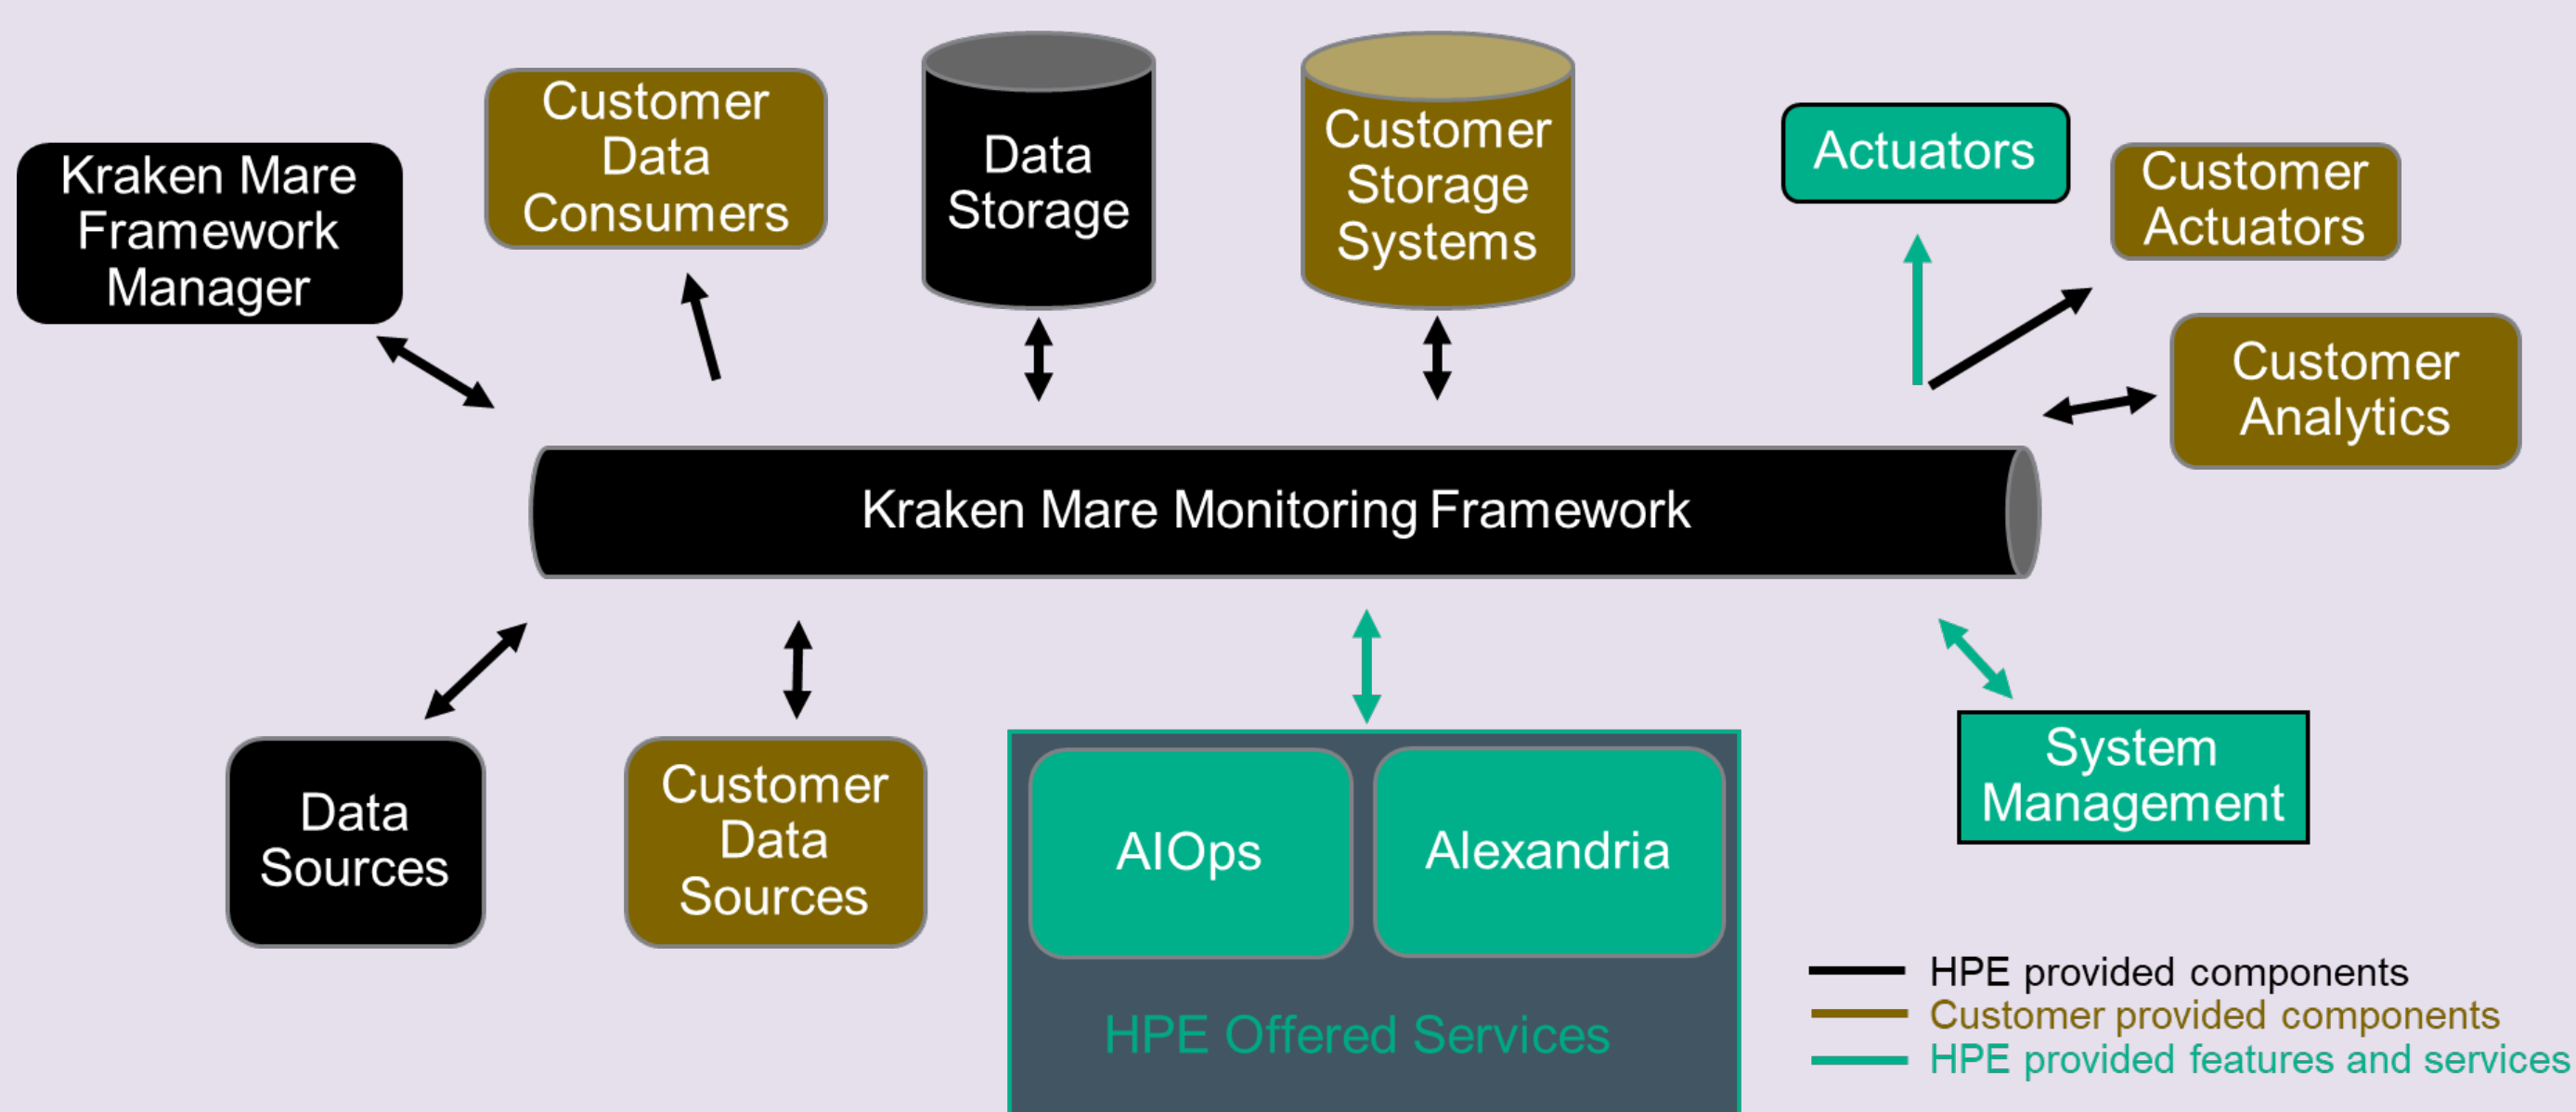 Kraken Mare
Framework
Manager
Customer
Data
Consumers
Data
Storage
Customer
Storage
Systems
Actuators
Customer
Actuators
Customer
Analytics
Kraken Mare Monitoring Framework
Data
Sources
Customer
Data
Sources
AIOps
Alexandria
HPE Offered Services
System
Management
HPE provided components
Customer provided components
HPE provided features and services